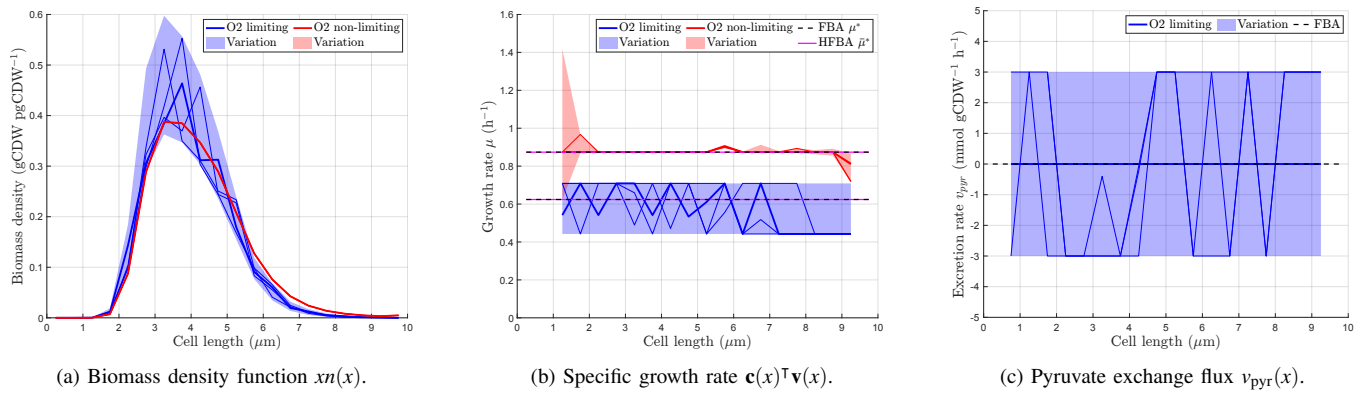 O2 limiting O2 non-limiting
Variation Variation
Biomass density (gCDW pgCDW⁻¹)
0.6
0.5
0.4
0.3
0.2
0.1
0
0 1 2 3 4 5 6 7 8 9 10
Cell length (μm)
(a) Biomass density function xn(x).
O2 limiting O2 non-limiting FBA μ*
Variation Variation HFBA μ̄*
Growth rate μ (h⁻¹)
1.6
1.4
1.2
1
0.8
0.6
0.4
0.2
0
0 1 2 3 4 5 6 7 8 9 10
Cell length (μm)
(b) Specific growth rate c(x)ᵀv(x).
O2 limiting Variation FBA
Excretion rate v_pyr (mmol gCDW⁻¹ h⁻¹)
5
4
3
2
1
0
-1
-2
-3
-4
-5
0 1 2 3 4 5 6 7 8 9 10
Cell length (μm)
(c) Pyruvate exchange flux v_pyr(x).